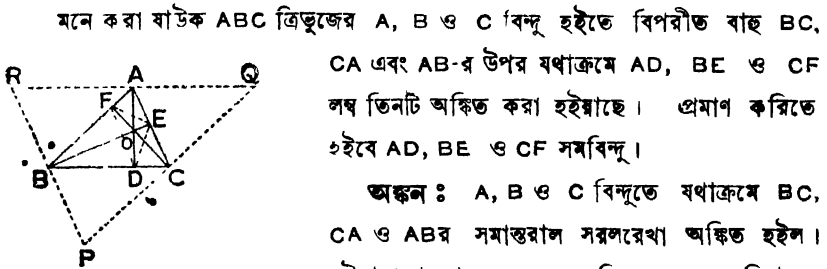 মনে করা যাউক ABC ত্রিভুজের A, B ও C বিন্দু হইতে বিপরীত বাহু BC,
CA এবং AB-র উপর যথাক্রমে AD, BE ও CF
লম্ব তিনটি অঙ্কিত করা হইয়াছে। প্রমাণ করিতে
হইবে AD, BE ও CF সমবিন্দু।
অঙ্কন : A, B ও C বিন্দুতে যথাক্রমে BC,
CA ও ABর সমান্তরাল সরলরেখা অঙ্কিত হইল।
R A Q
F
E
O
B D C
P